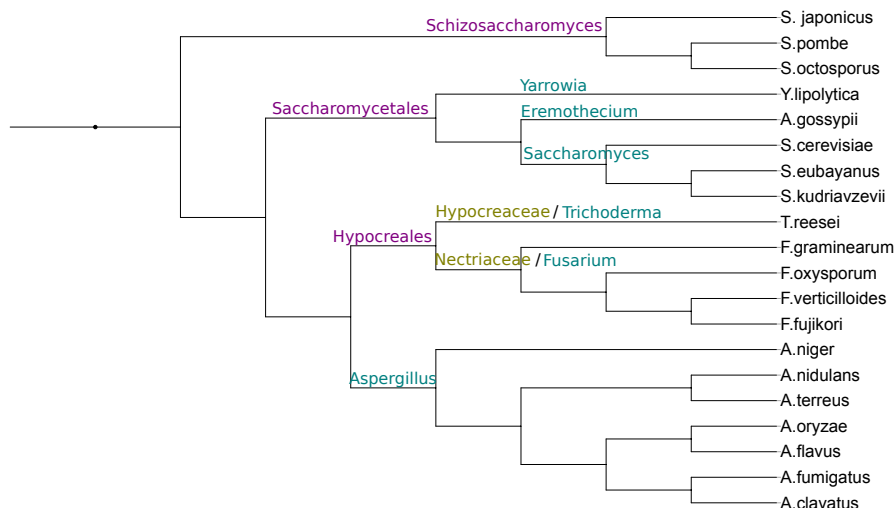 Schizosaccharomyces
S. japonicus
S.pombe
S.octosporus
Yarrowia
Y.lipolytica
Saccharomycetales
Eremothecium
A.gossypii
Saccharomyces
S.cerevisiae
S.eubayanus
S.kudriavzevii
Hypocreaceae / Trichoderma
T.reesei
Hypocreales
F.graminearum
Nectriaceae / Fusarium
F.oxysporum
F.verticilloides
F.fujikori
A.niger
Aspergillus
A.nidulans
A.terreus
A.oryzae
A.flavus
A.fumigatus
A.clavatus